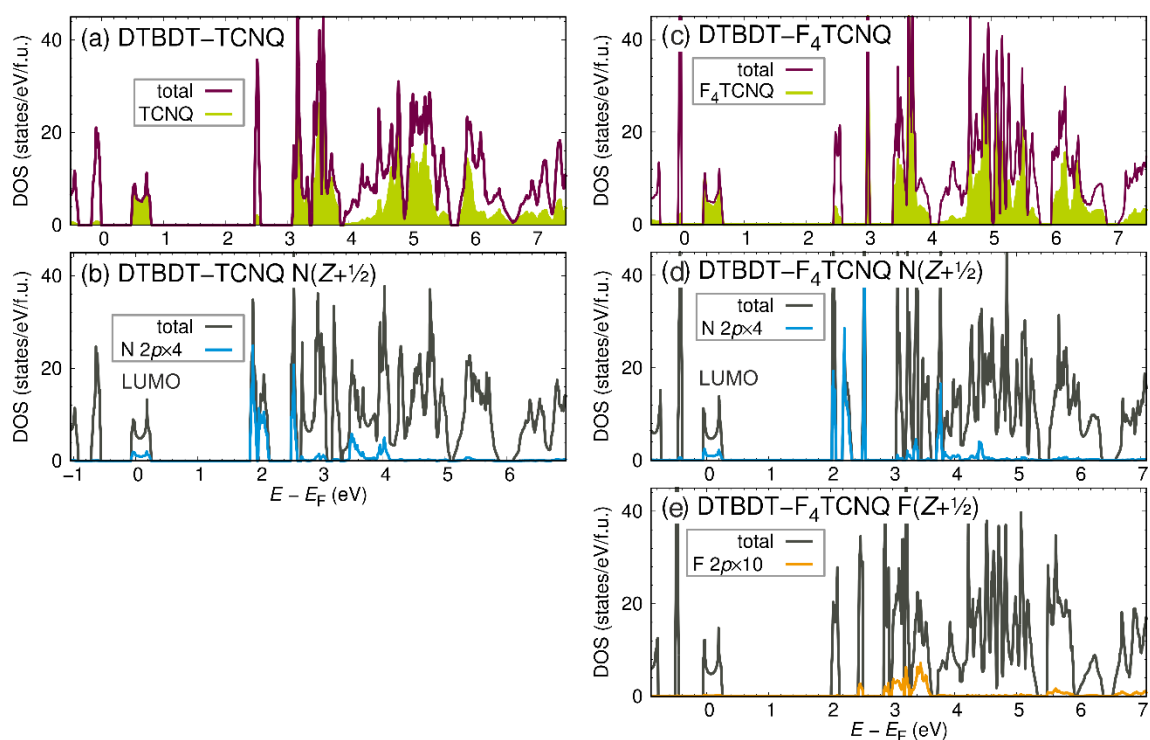 (a) DTBDT−TCNQ
total
TCNQ
DOS (states/eV/f.u.)
40
20
0
0 1 2 3 4 5 6 7
(b) DTBDT−TCNQ N(Z+½)
total
N 2p×4
LUMO
DOS (states/eV/f.u.)
40
20
0
−1 0 1 2 3 4 5 6
E − EF (eV)
(c) DTBDT−F4TCNQ
total
F4TCNQ
DOS (states/eV/f.u.)
40
20
0
0 1 2 3 4 5 6 7
(d) DTBDT−F4TCNQ N(Z+½)
total
N 2p×4
LUMO
DOS (states/eV/f.u.)
40
20
0
0 1 2 3 4 5 6 7
(e) DTBDT−F4TCNQ F(Z+½)
total
F 2p×10
DOS (states/eV/f.u.)
40
20
0
0 1 2 3 4 5 6 7
E − EF (eV)